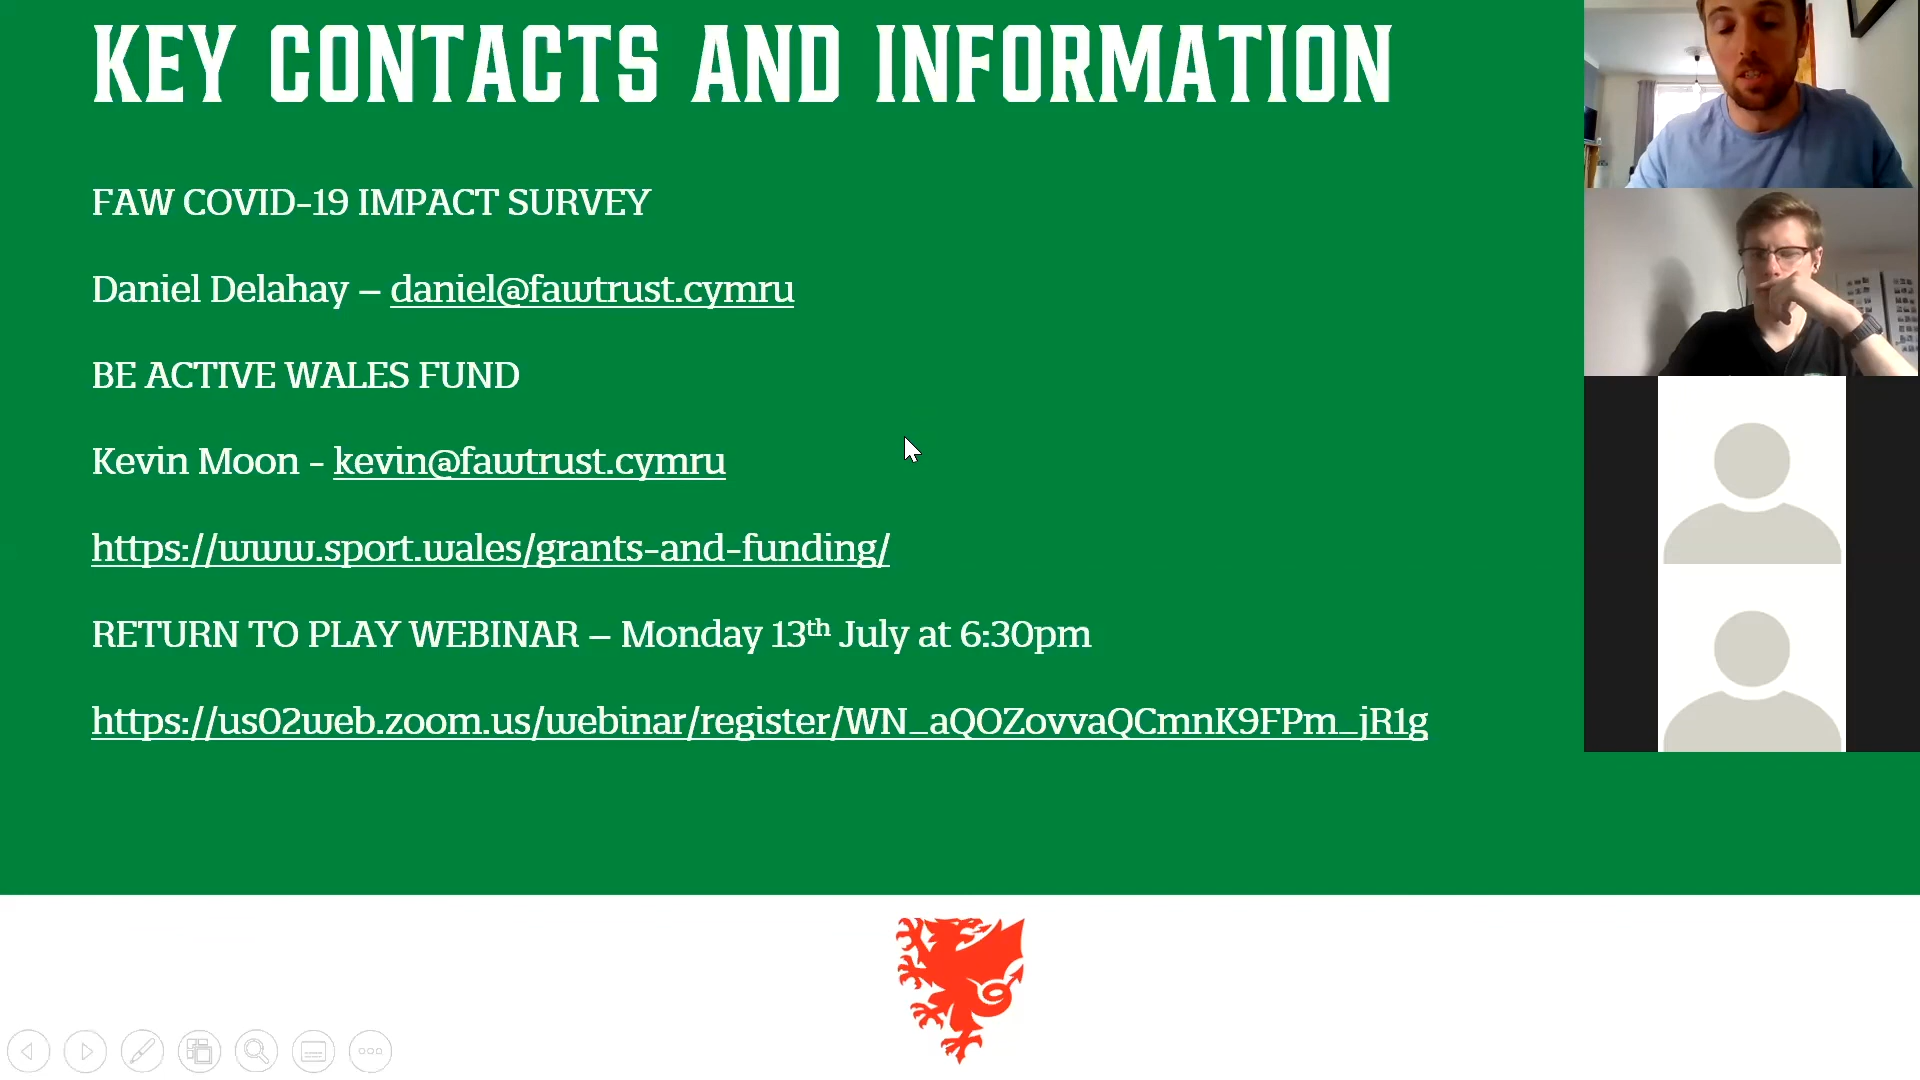 KEY CONTACTS AND INFORMATION
FAW COVID-19 IMPACT SURVEY
Daniel Delahay – daniel@fawtrust.cymru
BE ACTIVE WALES FUND
Kevin Moon - kevin@fawtrust.cymru
https://www.sport.wales/grants-and-funding/
RETURN TO PLAY WEBINAR – Monday 13th July at 6:30pm
https://us02web.zoom.us/webinar/register/WN_aQOZovvaQCmnK9FPm_jR1g